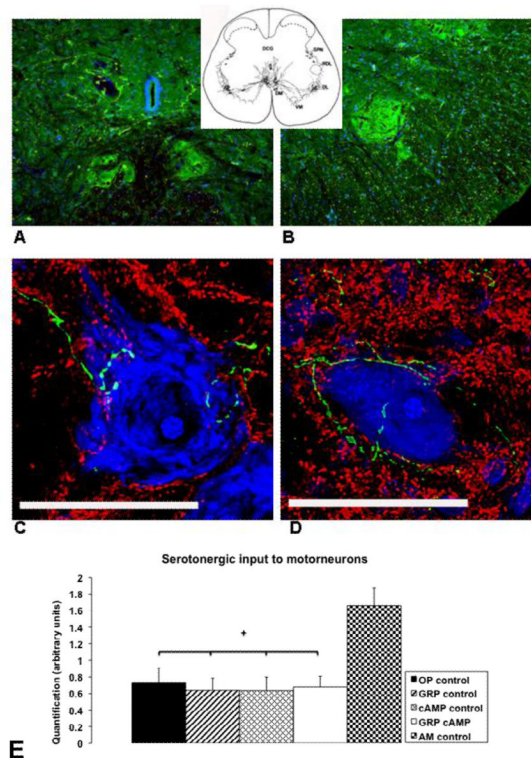 DCG
SPN
RDL
DL
DM
VM
A
B
C
D
Serotonergic input to motorneurons
Quantification (arbitrary units)
2
1.8
1.6
1.4
1.2
1
0.8
0.6
0.4
0.2
0
+
OP control
GRP control
cAMP control
GRP cAMP
AM control
E